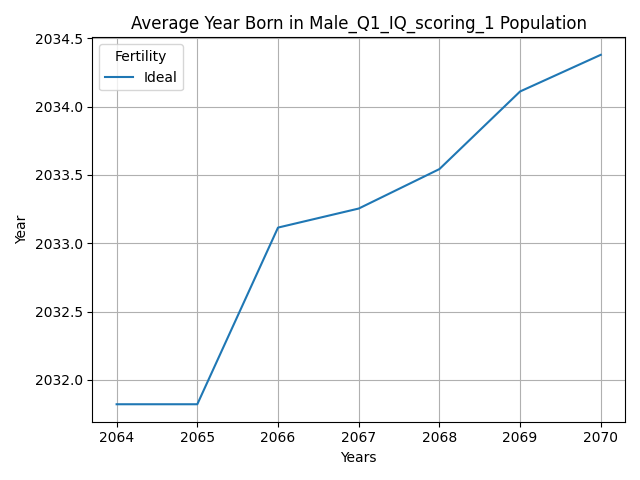 Average Year Born in Male_Q1_IQ_scoring_1 Population
Fertility
Ideal
2034.5
2034.0
2033.5
2033.0
2032.5
2032.0
Year
2064 2065 2066 2067 2068 2069 2070
Years